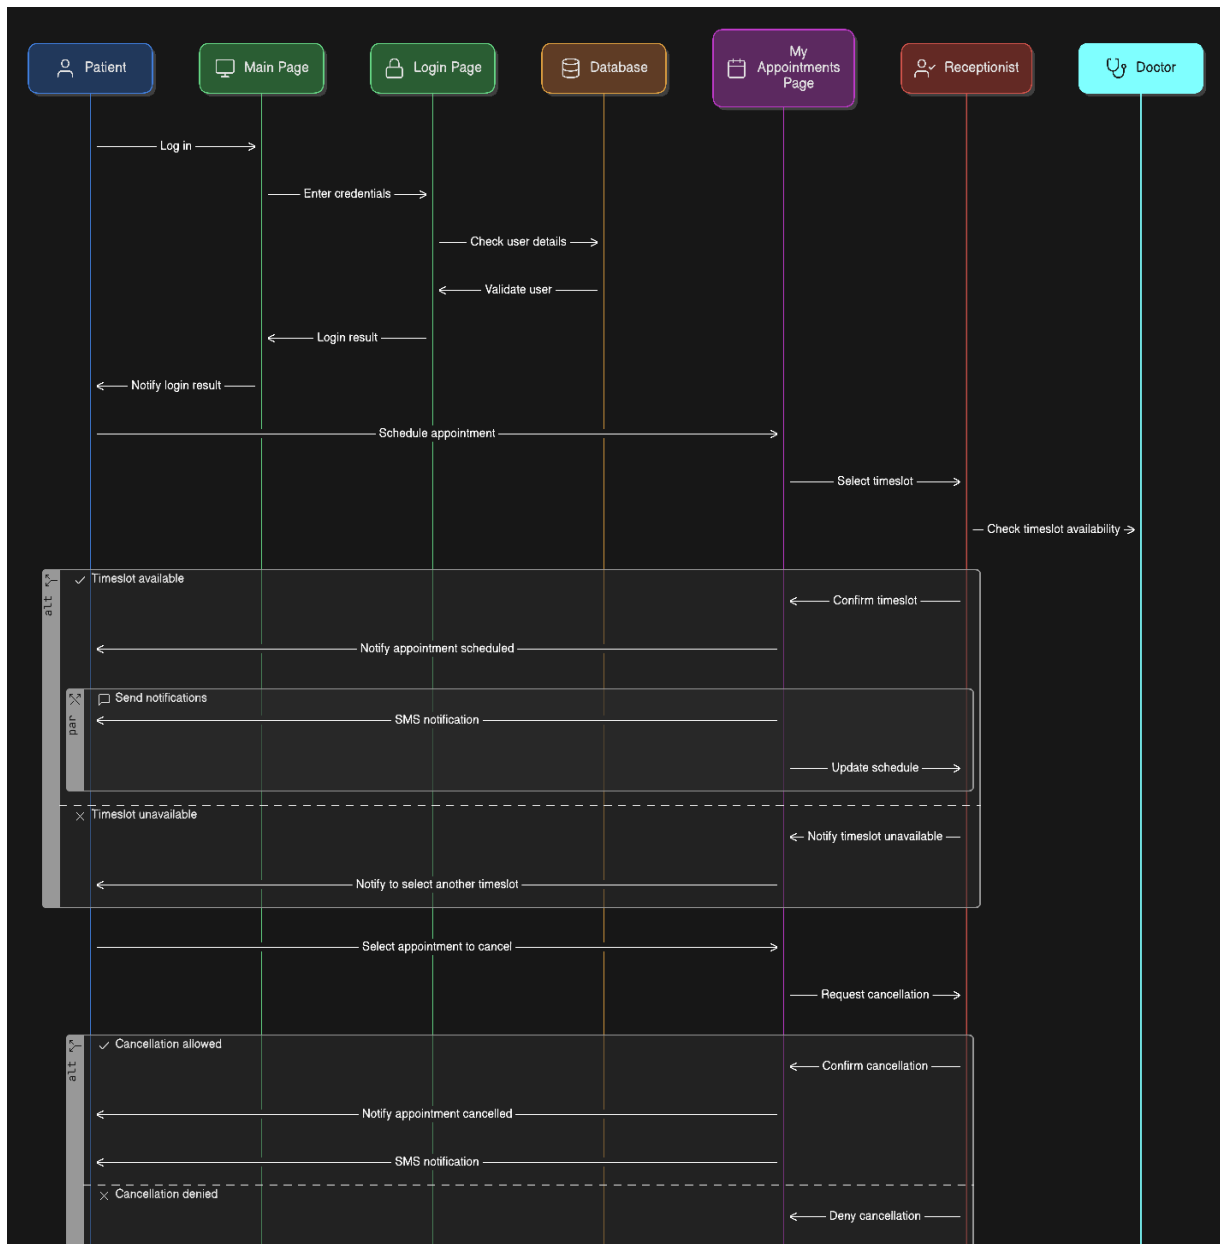 Patient
Main Page
Login Page
Database
My
Appointments
Page
Receptionist
Doctor
Log in
Enter credentials
Check user details
Validate user
Login result
Notify login result
Schedule appointment
Select timeslot
Check timeslot availability
alt
Timeslot available
Confirm timeslot
Notify appointment scheduled
par
Send notifications
SMS notification
Update schedule
Timeslot unavailable
Notify timeslot unavailable
Notify to select another timeslot
Select appointment to cancel
Request cancellation
alt
Cancellation allowed
Confirm cancellation
Notify appointment cancelled
SMS notification
Cancellation denied
Deny cancellation